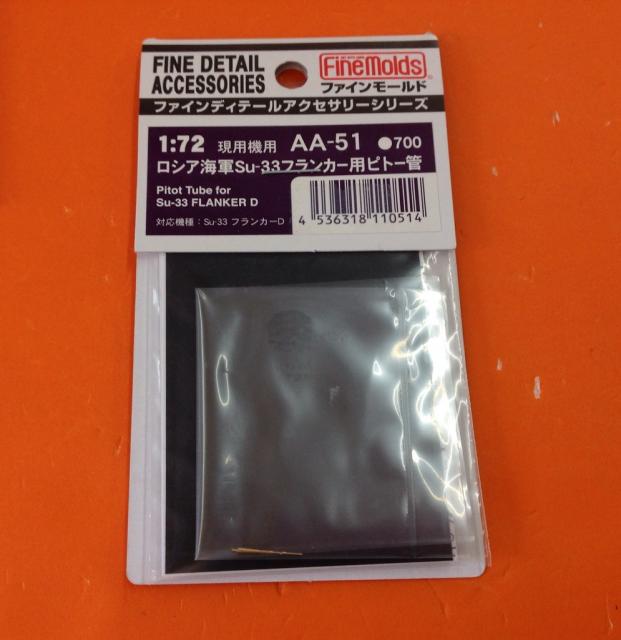 FINE DETAIL
ACCESSORIES
FineMolds
ファインモールド
ファインディテールアクセサリーシリーズ
1:72 現用機用 AA-51 ●700
ロシア海軍Su-33フランカー用ピトー管
Pitot Tube for
Su-33 FLANKER D
対応機種：Su-33 フランカーD
4 536318 110514